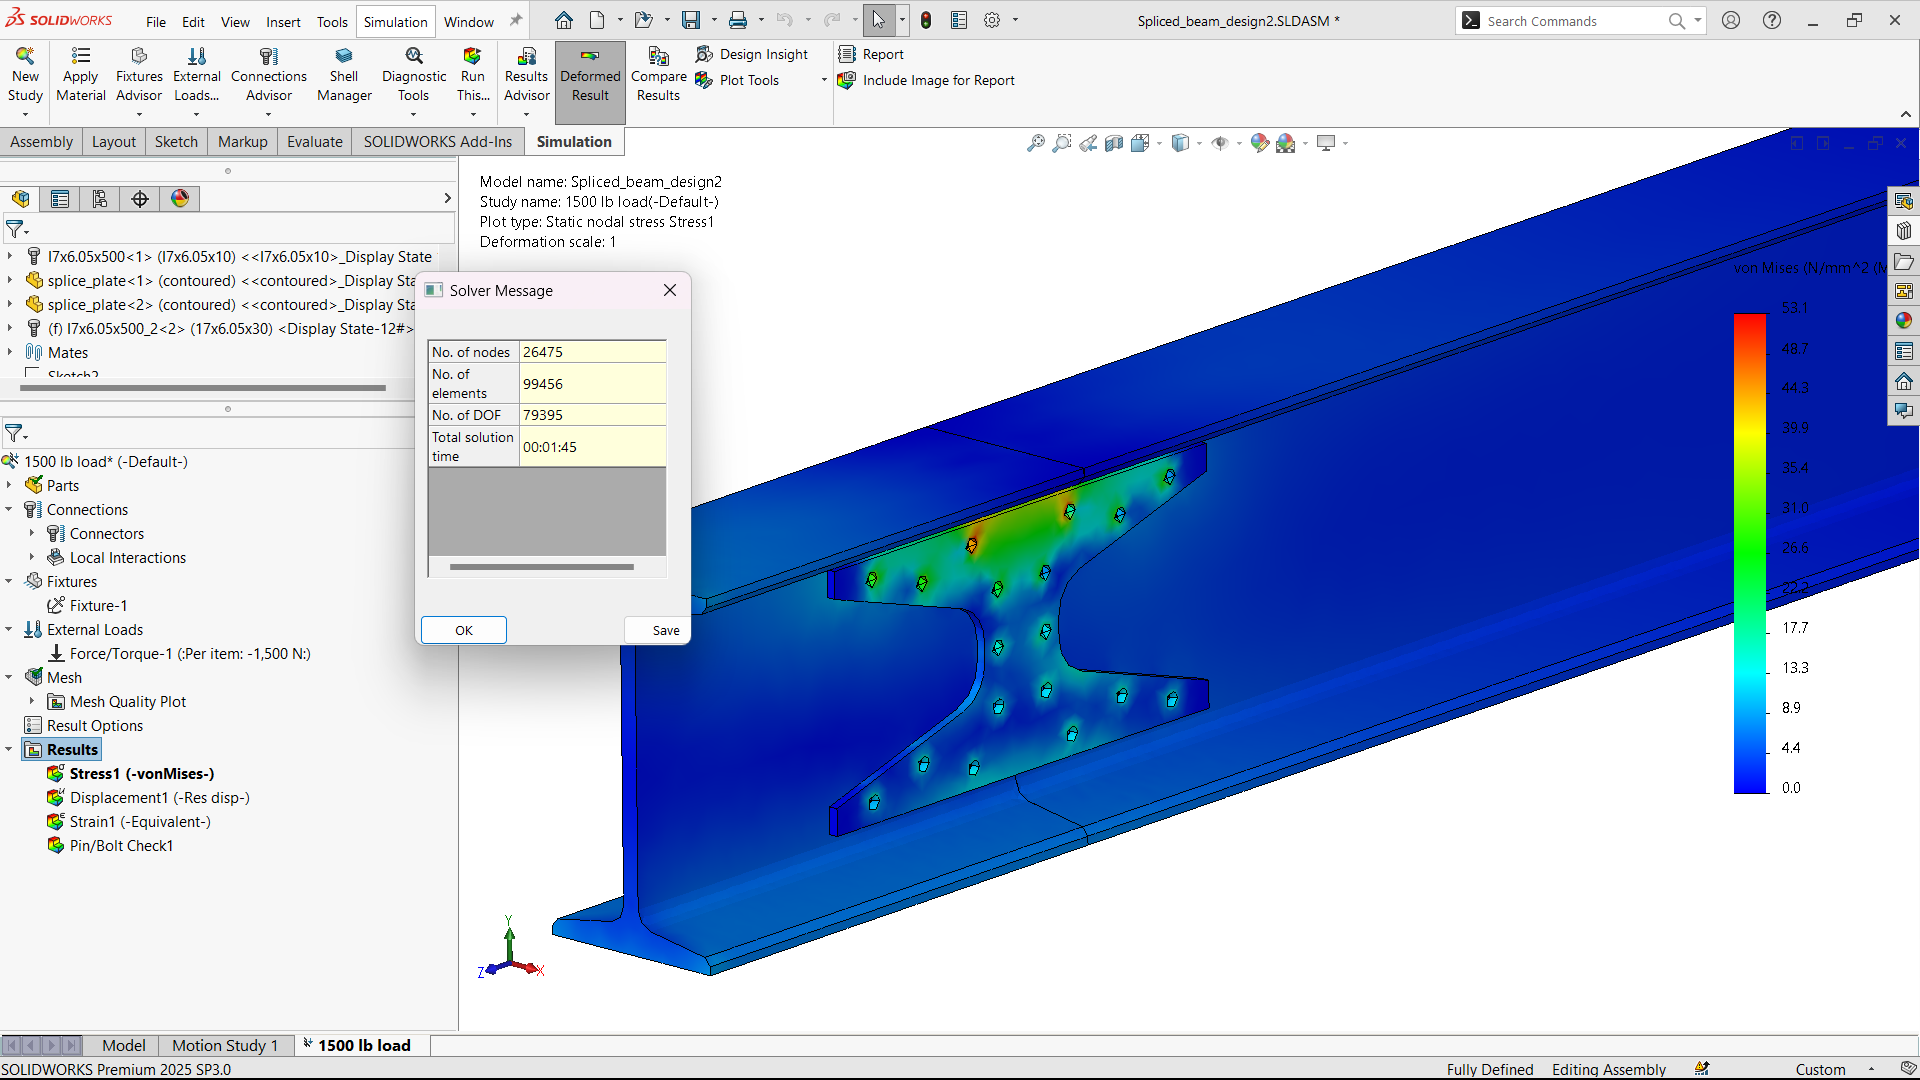 SOLIDWORKS
File
Edit
View
Insert
Tools
Simulation
Window
Spliced_beam_design2.SLDASM *
Search Commands
New Study
Apply Material
Fixtures Advisor
External Loads...
Connections Advisor
Shell Manager
Diagnostic Tools
Run This...
Results Advisor
Deformed Result
Compare Results
Design Insight
Plot Tools
Report
Include Image for Report
Assembly
Layout
Sketch
Markup
Evaluate
SOLIDWORKS Add-Ins
Simulation
I7x6.05x500<1> (I7x6.05x10) <<I7x6.05x10>_Display State
splice_plate<1> (contoured) <<contoured>_Display Sta
splice_plate<2> (contoured) <<contoured>_Display Sta
(f) I7x6.05x500_2<2> (17x6.05x30) <Display State-12#>
Mates
Sketch2
1500 lb load* (-Default-)
Parts
Connections
Connectors
Local Interactions
Fixtures
Fixture-1
External Loads
Force/Torque-1 (:Per item: -1,500 N:)
Mesh
Mesh Quality Plot
Result Options
Results
Stress1 (-vonMises-)
Displacement1 (-Res disp-)
Strain1 (-Equivalent-)
Pin/Bolt Check1
Model name: Spliced_beam_design2
Study name: 1500 lb load(-Default-)
Plot type: Static nodal stress Stress1
Deformation scale: 1
Solver Message
No. of nodes 26475
No. of elements 99456
No. of DOF 79395
Total solution time 00:01:45
OK
Save
von Mises (N/mm^2 (M
53.1
48.7
44.3
39.9
35.4
31.0
26.6
22.2
17.7
13.3
8.9
4.4
0.0
Y
Z
X
Model
Motion Study 1
1500 lb load
SOLIDWORKS Premium 2025 SP3.0
Fully Defined
Editing Assembly
Custom